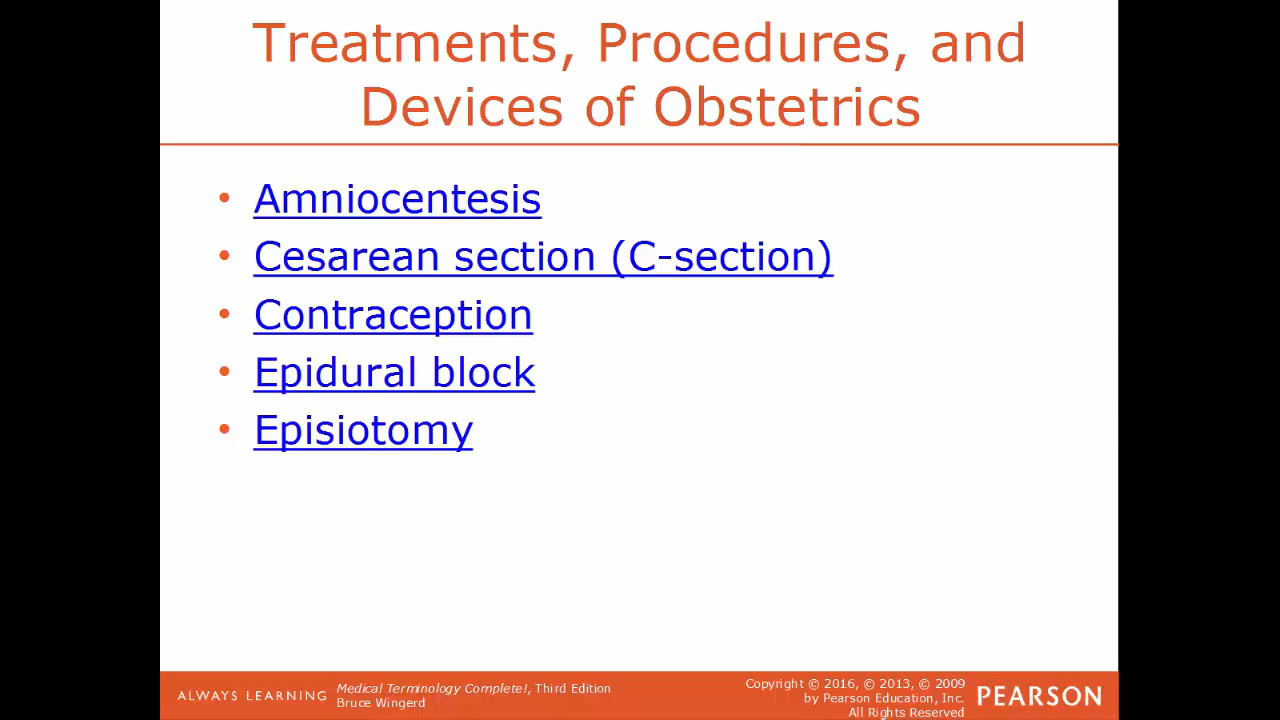 Treatments, Procedures, and
Devices of Obstetrics
• Amniocentesis
• Cesarean section (C-section)
• Contraception
• Epidural block
• Episiotomy
ALWAYS LEARNING
Medical Terminology Complete!, Third Edition
Bruce Wingerd
Copyright © 2016, © 2013, © 2009
by Pearson Education, Inc.
All Rights Reserved
PEARSON